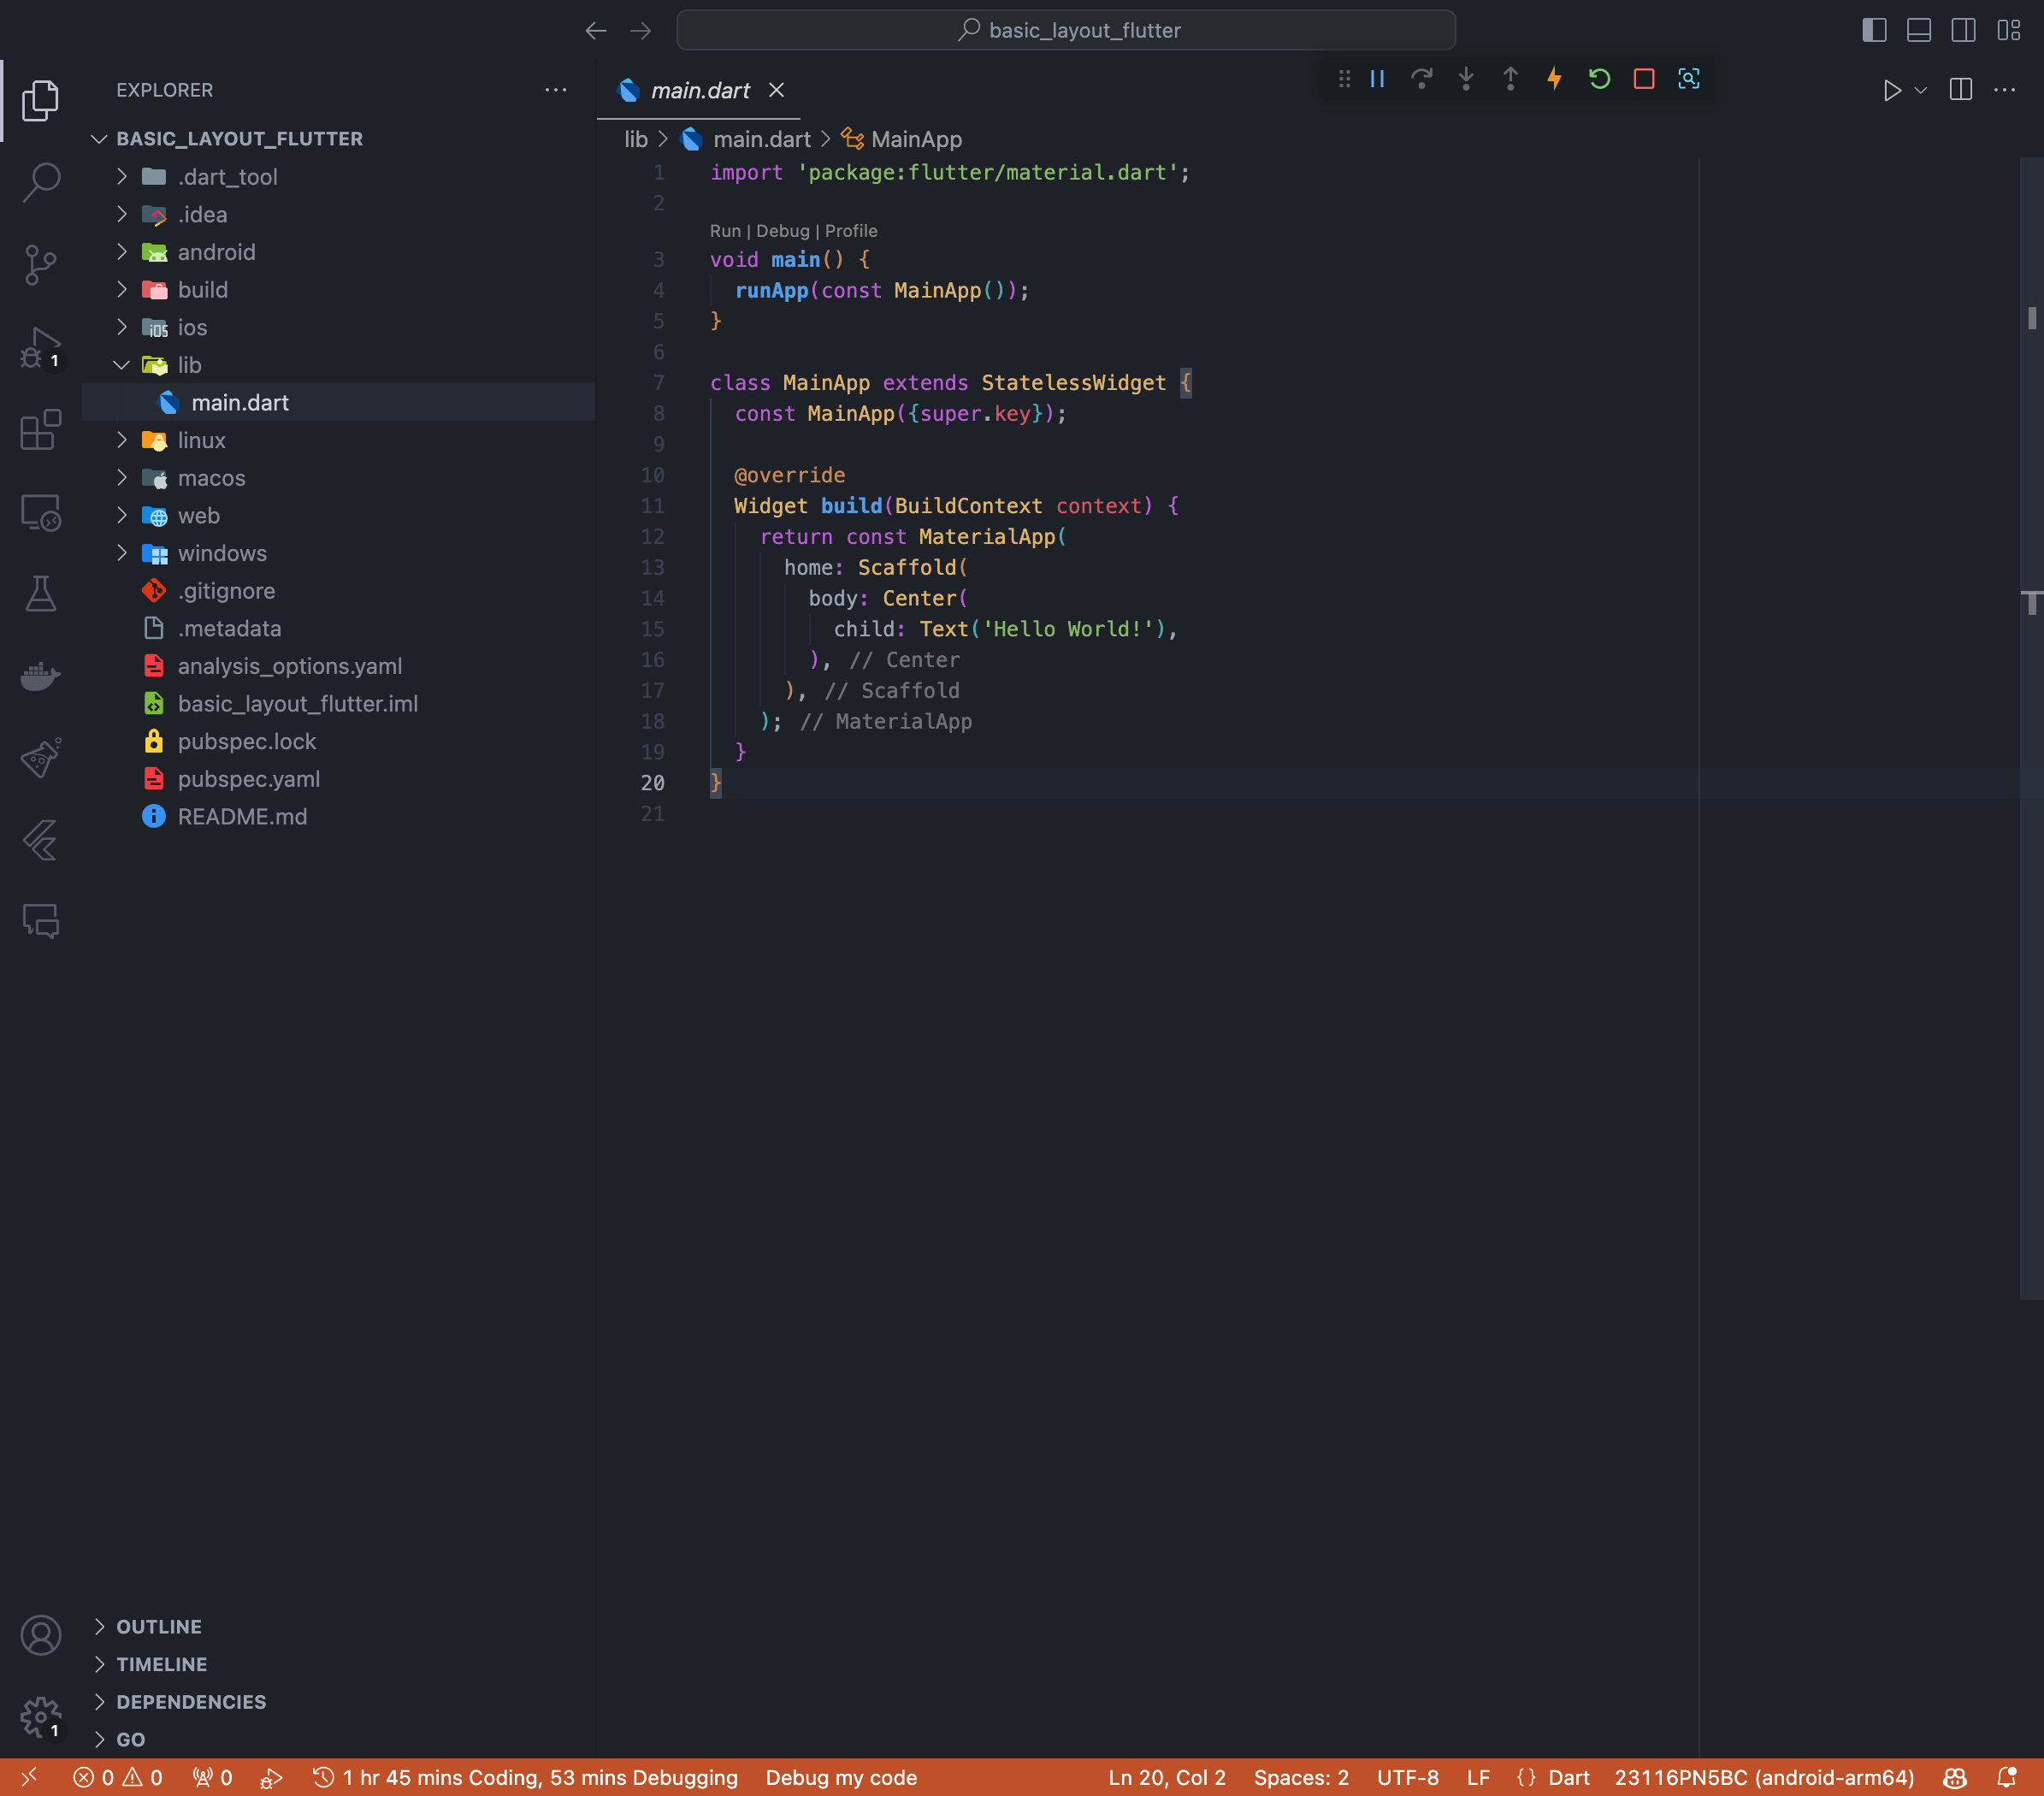 basic_layout_flutter
EXPLORER
main.dart
BASIC_LAYOUT_FLUTTER
.dart_tool
.idea
android
build
ios
lib
main.dart
linux
macos
web
windows
.gitignore
.metadata
analysis_options.yaml
basic_layout_flutter.iml
pubspec.lock
pubspec.yaml
README.md
1
OUTLINE
TIMELINE
DEPENDENCIES
GO
1
lib > main.dart > MainApp
1 import 'package:flutter/material.dart';
2
Run | Debug | Profile
3 void main() {
4   runApp(const MainApp());
5 }
6
7 class MainApp extends StatelessWidget {
8   const MainApp({super.key});
9
10   @override
11   Widget build(BuildContext context) {
12     return const MaterialApp(
13       home: Scaffold(
14         body: Center(
15           child: Text('Hello World!'),
16         ), // Center
17       ), // Scaffold
18     ); // MaterialApp
19   }
20 }
21
0 0 0 1 hr 45 mins Coding, 53 mins Debugging Debug my code Ln 20, Col 2 Spaces: 2 UTF-8 LF {} Dart 23116PN5BC (android-arm64)